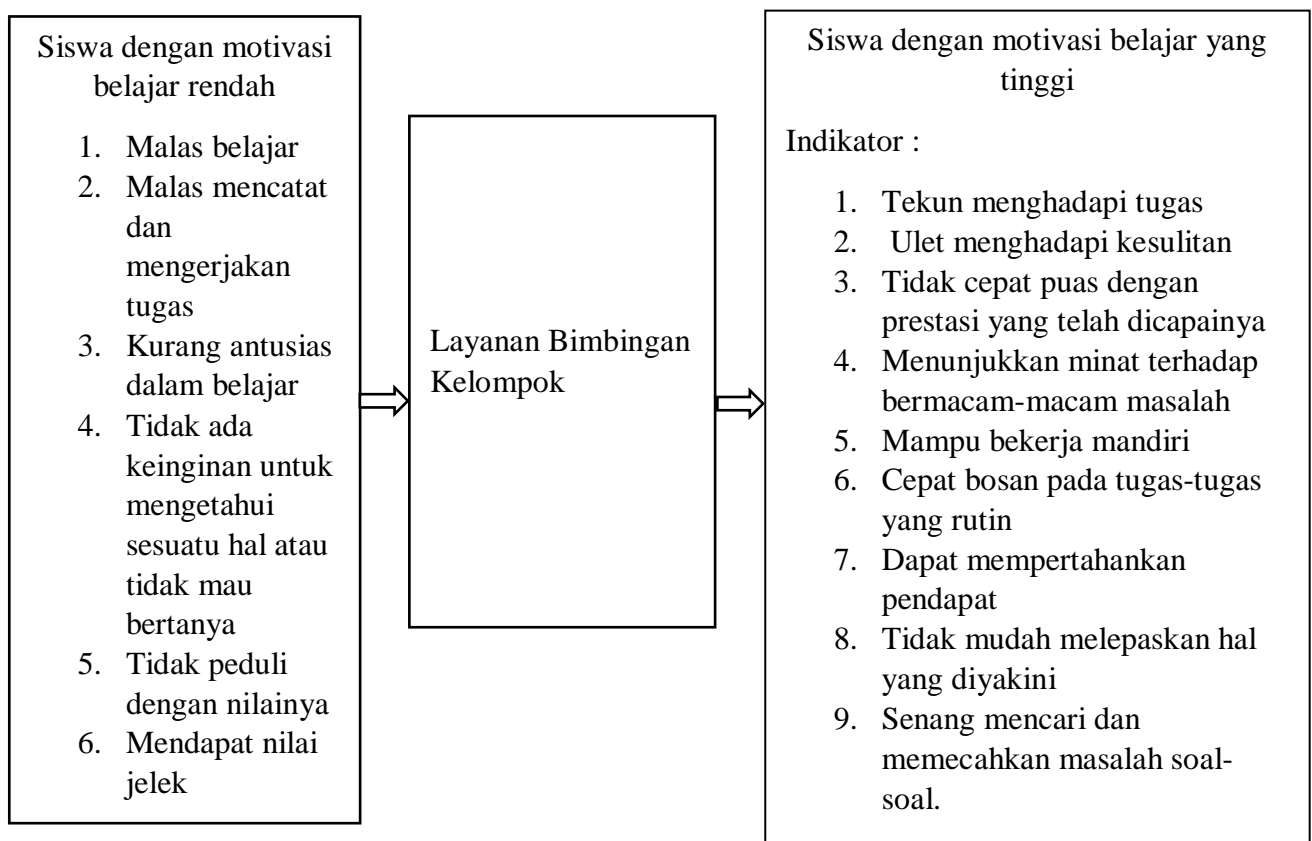 Siswa dengan motivasi
belajar rendah
1. Malas belajar
2. Malas mencatat
dan
mengerjakan
tugas
3. Kurang antusias
dalam belajar
4. Tidak ada
keinginan untuk
mengetahui
sesuatu hal atau
tidak mau
bertanya
5. Tidak peduli
dengan nilainya
6. Mendapat nilai
jelek
Layanan Bimbingan
Kelompok
Siswa dengan motivasi belajar yang
tinggi
Indikator :
1. Tekun menghadapi tugas
2. Ulet menghadapi kesulitan
3. Tidak cepat puas dengan
prestasi yang telah dicapainya
4. Menunjukkan minat terhadap
bermacam-macam masalah
5. Mampu bekerja mandiri
6. Cepat bosan pada tugas-tugas
yang rutin
7. Dapat mempertahankan
pendapat
8. Tidak mudah melepaskan hal
yang diyakini
9. Senang mencari dan
memecahkan masalah soal-
soal.